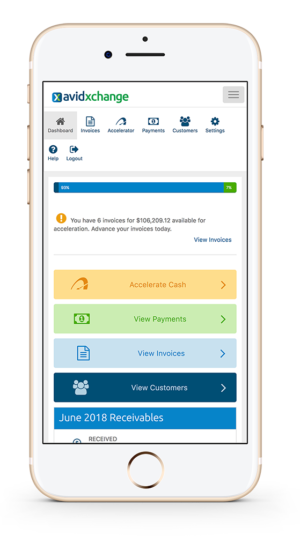 avidxchange
Dashboard Invoices Accelerator Payments Customers Settings
Help Logout
93% 7%
You have 6 invoices for $106,209.12 available for
acceleration. Advance your invoices today.
View Invoices
Accelerate Cash
View Payments
View Invoices
View Customers
June 2018 Receivables
RECEIVED